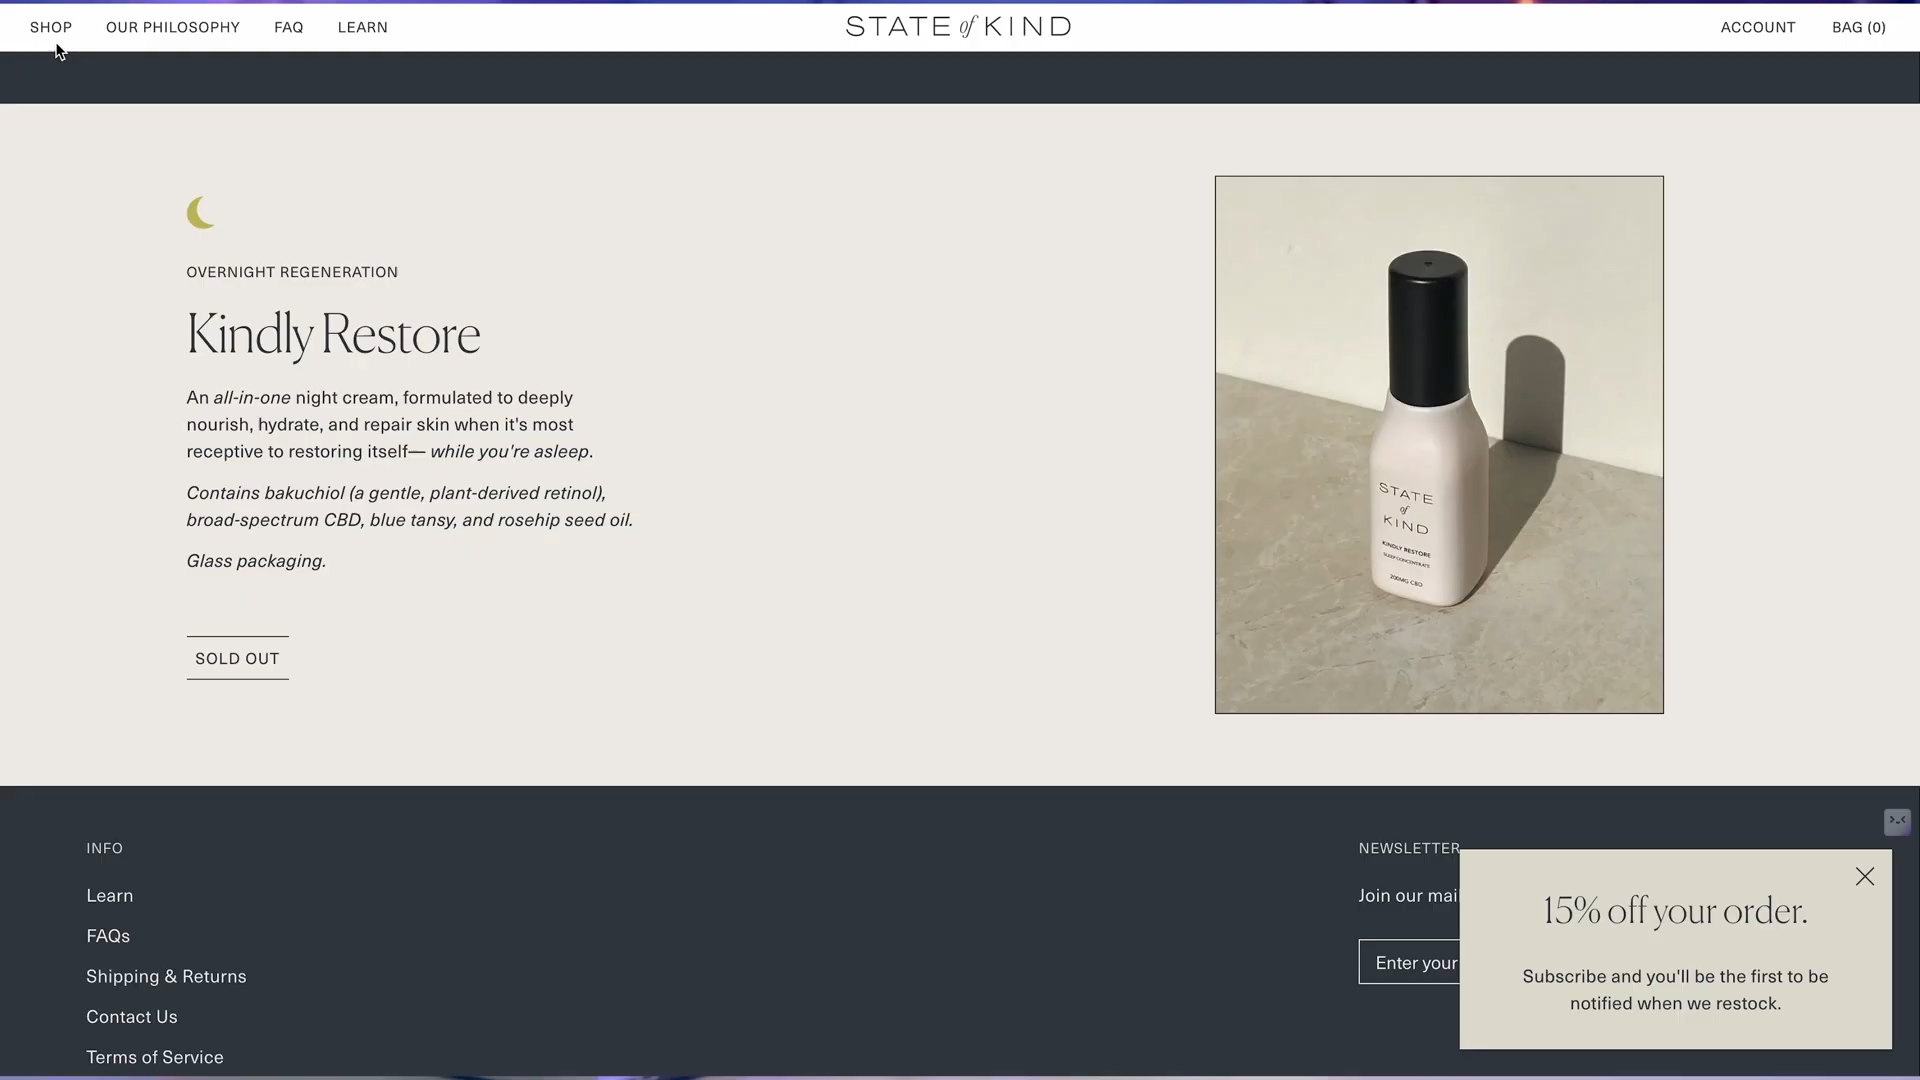 SHOP
OUR PHILOSOPHY
FAQ
LEARN
STATE of KIND
ACCOUNT
BAG (0)
OVERNIGHT REGENERATION
Kindly Restore
An all-in-one night cream, formulated to deeply
nourish, hydrate, and repair skin when it's most
receptive to restoring itself— while you're asleep.
Contains bakuchiol (a gentle, plant-derived retinol),
broad-spectrum CBD, blue tansy, and rosehip seed oil.
Glass packaging.
SOLD OUT
STATE
of
KIND
KINDLY RESTORE
SLEEP CONCENTRATE
200MG CBD
INFO
Learn
FAQs
Shipping & Returns
Contact Us
Terms of Service
NEWSLETTER
Join our mail
Enter your
15% off your order.
Subscribe and you'll be the first to be
notified when we restock.